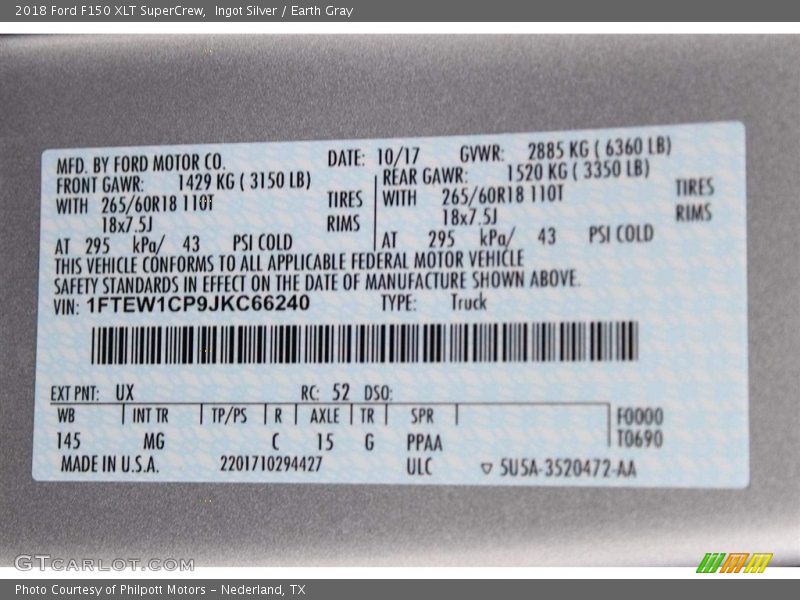 2018 Ford F150 XLT SuperCrew, Ingot Silver / Earth Gray
MFD. BY FORD MOTOR CO. DATE: 10/17 GVWR: 2885 KG ( 6360 LB)
FRONT GAWR: 1429 KG ( 3150 LB) REAR GAWR: 1520 KG ( 3350 LB)
WITH 265/60R18 110T TIRES WITH 265/60R18 110T TIRES
18x7.5J RIMS 18x7.5J RIMS
AT 295 kPa/ 43 PSI COLD AT 295 kPa/ 43 PSI COLD
THIS VEHICLE CONFORMS TO ALL APPLICABLE FEDERAL MOTOR VEHICLE
SAFETY STANDARDS IN EFFECT ON THE DATE OF MANUFACTURE SHOWN ABOVE.
VIN: 1FTEW1CP9JKC66240 TYPE: Truck
EXT PNT: UX RC: 52 DSO:
WB INT TR TP/PS R AXLE TR SPR F0000
145 MG C 15 G PPAA T0690
MADE IN U.S.A. 2201710294427 ULC 5U5A-3520472-AA
GTCARLOT.COM
Photo Courtesy of Philpott Motors - Nederland, TX